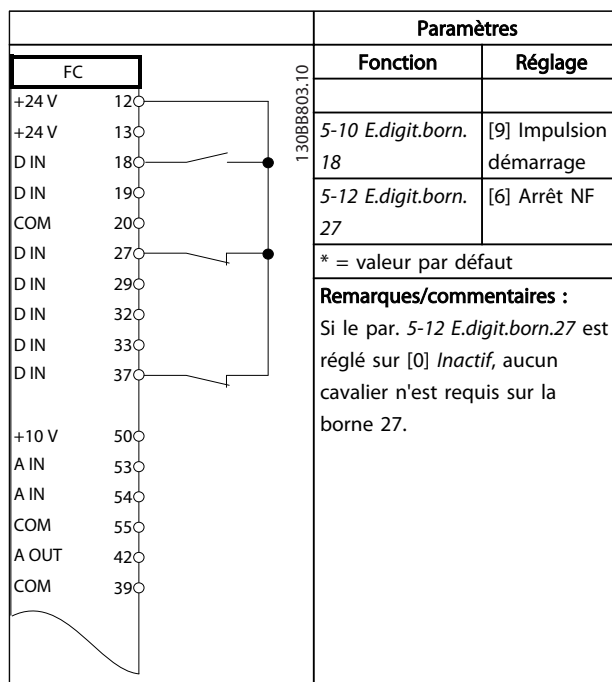 Paramètres
Fonction Réglage
5-10 E.digit.born. [9] Impulsion
18 démarrage
5-12 E.digit.born. [6] Arrêt NF
27
* = valeur par défaut
Remarques/commentaires :
Si le par. 5-12 E.digit.born.27 est
réglé sur [0] Inactif, aucun
cavalier n'est requis sur la
borne 27.
FC
+24 V 12
+24 V 13
D IN 18
D IN 19
COM 20
D IN 27
D IN 29
D IN 32
D IN 33
D IN 37
+10 V 50
A IN 53
A IN 54
COM 55
A OUT 42
COM 39
130BB803.10